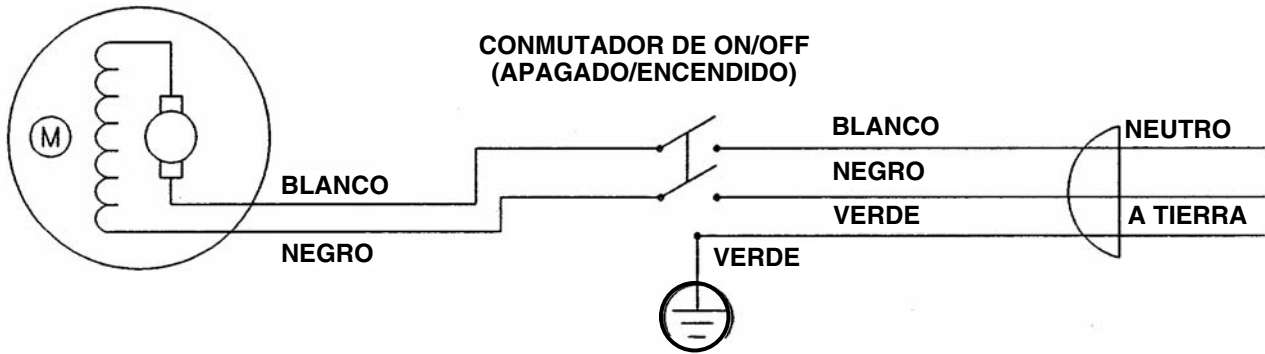 CONMUTADOR DE ON/OFF
(APAGADO/ENCENDIDO)
M
BLANCO
NEGRO
BLANCO
NEGRO
VERDE
VERDE
NEUTRO
A TIERRA